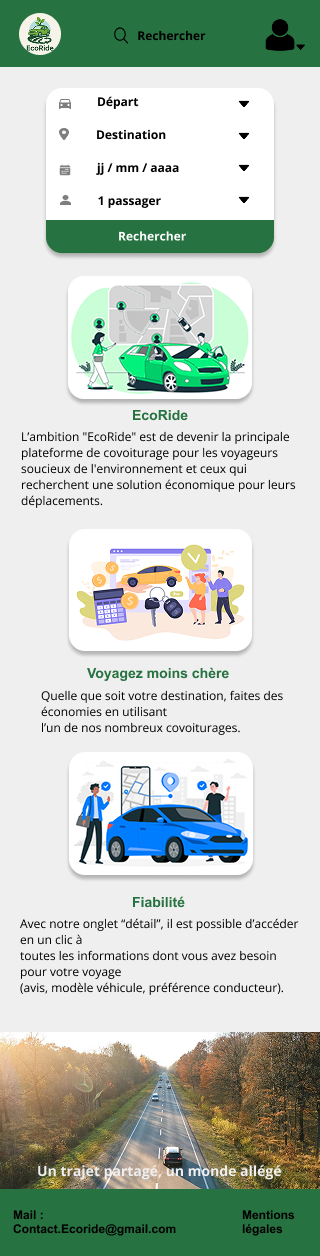 EcoRide
Rechercher
Départ
Destination
jj / mm / aaaa
1 passager
Rechercher
EcoRide
L’ambition "EcoRide" est de devenir la principale
plateforme de covoiturage pour les voyageurs
soucieux de l'environnement et ceux qui
recherchent une solution économique pour leurs
déplacements.
Voyagez moins chère
Quelle que soit votre destination, faites des
économies en utilisant
l’un de nos nombreux covoiturages.
Fiabilité
Avec notre onglet “détail”, il est possible d’accéder
en un clic à
toutes les informations dont vous avez besoin
pour votre voyage
(avis, modèle véhicule, préférence conducteur).
Un trajet partagé, un monde allégé
Mail :
Contact.Ecoride@gmail.com
Mentions
légales